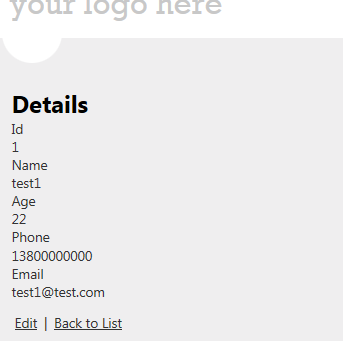 your logo here
Details
Id
1
Name
test1
Age
22
Phone
13800000000
Email
test1@test.com
Edit | Back to List